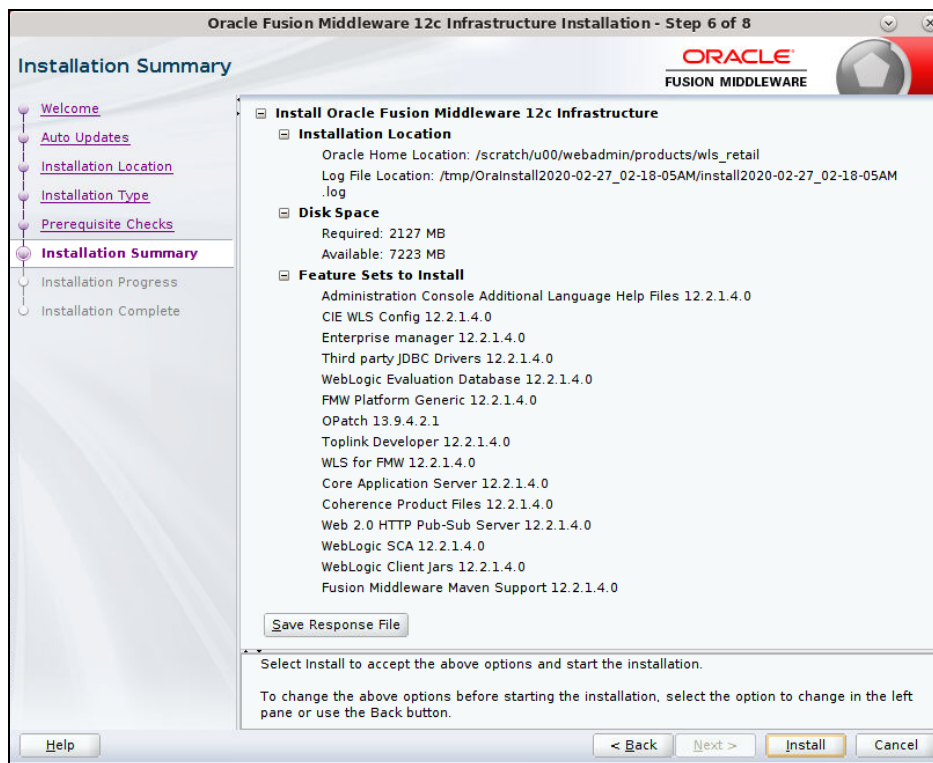 Oracle Fusion Middleware 12c Infrastructure Installation - Step 6 of 8
Installation Summary
ORACLE
FUSION MIDDLEWARE
Welcome
Auto Updates
Installation Location
Installation Type
Prerequisite Checks
Installation Summary
Installation Progress
Installation Complete
Install Oracle Fusion Middleware 12c Infrastructure
Installation Location
Oracle Home Location: /scratch/u00/webadmin/products/wls_retail
Log File Location: /tmp/OraInstall2020-02-27_02-18-05AM/install2020-02-27_02-18-05AM
.log
Disk Space
Required: 2127 MB
Available: 7223 MB
Feature Sets to Install
Administration Console Additional Language Help Files 12.2.1.4.0
CIE WLS Config 12.2.1.4.0
Enterprise manager 12.2.1.4.0
Third party JDBC Drivers 12.2.1.4.0
WebLogic Evaluation Database 12.2.1.4.0
FMW Platform Generic 12.2.1.4.0
OPatch 13.9.4.2.1
Toplink Developer 12.2.1.4.0
WLS for FMW 12.2.1.4.0
Core Application Server 12.2.1.4.0
Coherence Product Files 12.2.1.4.0
Web 2.0 HTTP Pub-Sub Server 12.2.1.4.0
WebLogic SCA 12.2.1.4.0
WebLogic Client Jars 12.2.1.4.0
Fusion Middleware Maven Support 12.2.1.4.0
Save Response File
Select Install to accept the above options and start the installation.
To change the above options before starting the installation, select the option to change in the left
pane or use the Back button.
Help
< Back
Next >
Install
Cancel